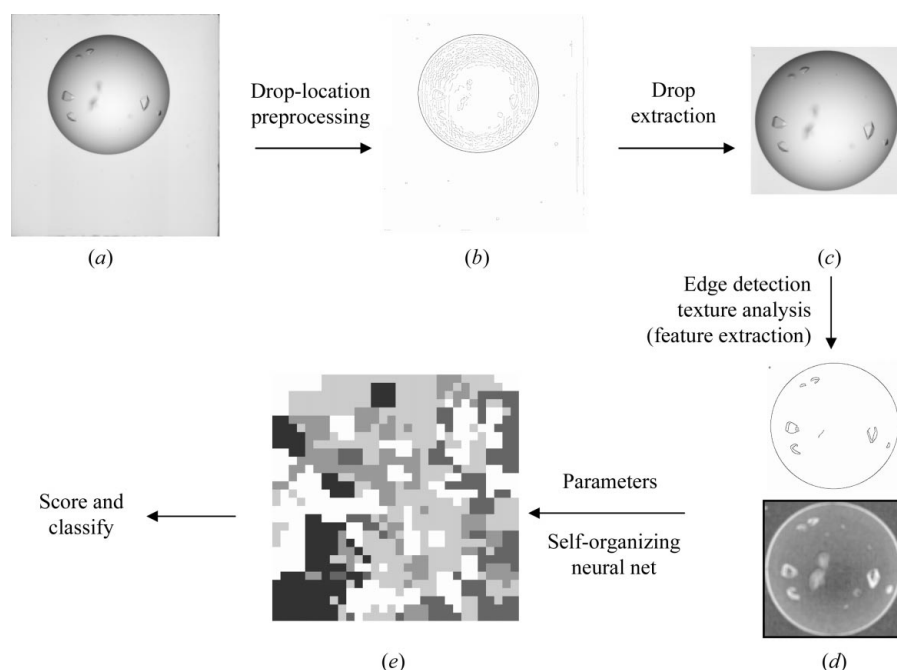 Drop-location
preprocessing
Drop
extraction
(a)
(b)
(c)
Edge detection
texture analysis
(feature extraction)
Score and
classify
Parameters
Self-organizing
neural net
(e)
(d)